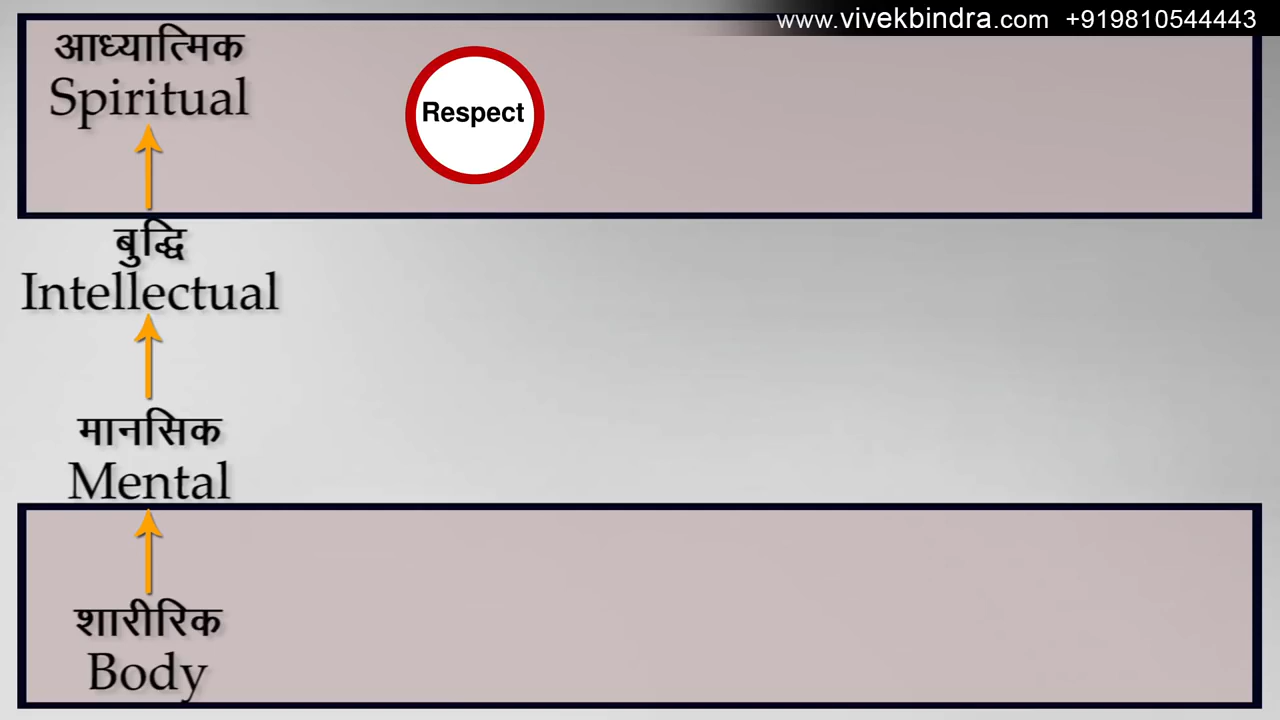 www.vivekbindra.com +919810544443
आध्यात्मिक
Spiritual
Respect
बुद्धि
Intellectual
मानसिक
Mental
शारीरिक
Body